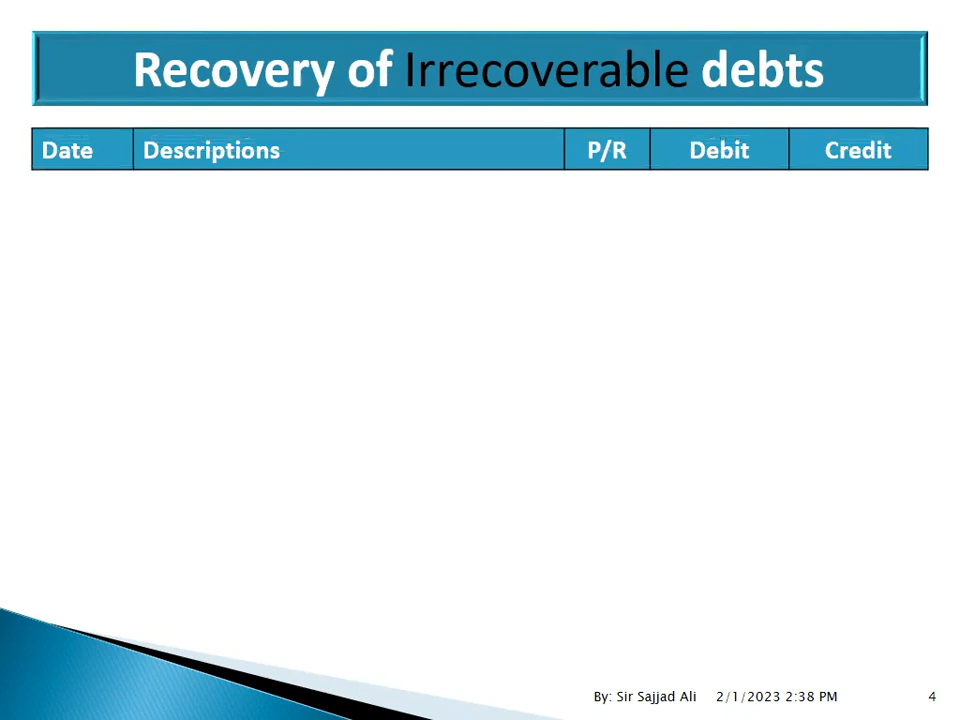 Recovery of Irrecoverable debts
Date Descriptions P/R Debit Credit
By: Sir Sajjad Ali 2/1/2023 2:38 PM 4